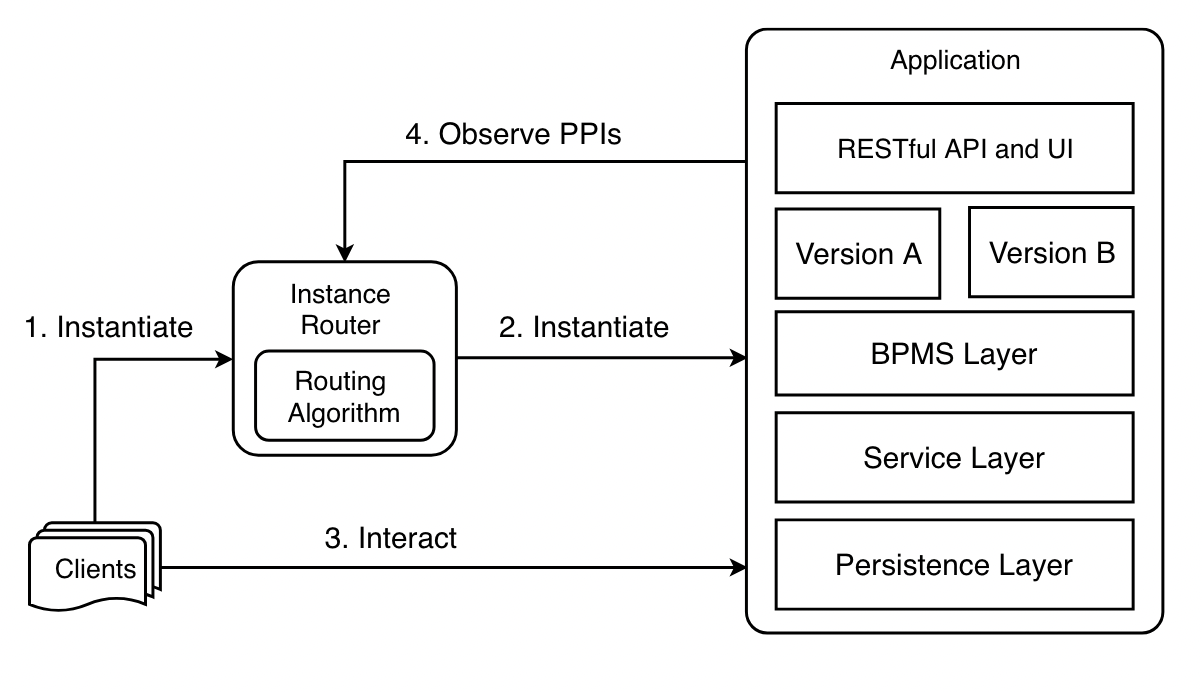 Application
4. Observe PPIs
RESTful API and UI
Version A
Version B
Instance
Router
1. Instantiate
2. Instantiate
BPMS Layer
Routing
Algorithm
Service Layer
3. Interact
Clients
Persistence Layer